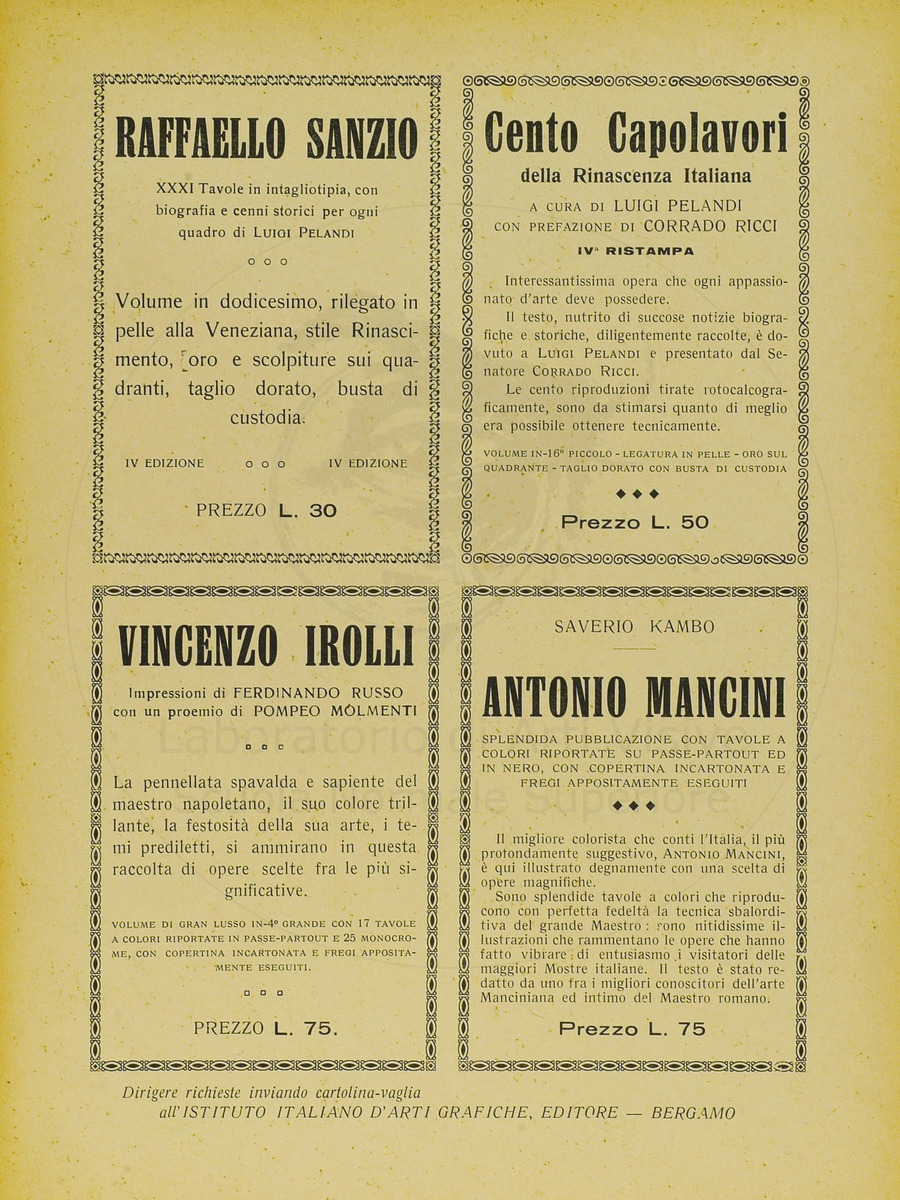 RAFFAELLO SANZIO
XXXI Tavole in intagliotipia, con
biografia e cenni storici per ogni
quadro di LUIGI PELANDI
Volume in dodicesimo, rilegato in
pelle alla Veneziana, stile Rinasci-
mento, oro e scolpiture sui qua-
dranti, taglio dorato, busta di
custodia.
IV EDIZIONE o o o IV EDIZIONE
PREZZO L. 30
Cento Capolavori
della Rinascenza Italiana
A CURA DI LUIGI PELANDI
CON PREFAZIONE DI CORRADO RICCI
IVª RISTAMPA
Interessantissima opera che ogni appassio-
nato d'arte deve possedere.
Il testo, nutrito di succose notizie biogra-
fiche e storiche, diligentemente raccolte, è do-
vuto a LUIGI PELANDI e presentato dal Se-
natore CORRADO RICCI.
Le cento riproduzioni tirate rotocalcogra-
ficamente, sono da stimarsi quanto di meglio
era possibile ottenere tecnicamente.
VOLUME IN-16º PICCOLO - LEGATURA IN PELLE - ORO SUL
QUADRANTE - TAGLIO DORATO CON BUSTA DI CUSTODIA
Prezzo L. 50
VINCENZO IROLLI
Impressioni di FERDINANDO RUSSO
con un proemio di POMPEO MOLMENTI
La pennellata spavalda e sapiente del
maestro napoletano, il suo colore tril-
lante, la festosità della sua arte, i te-
mi prediletti, si ammirano in questa
raccolta di opere scelte fra le più si-
gnificative.
VOLUME DI GRAN LUSSO IN-4º GRANDE CON 17 TAVOLE
A COLORI RIPORTATE IN PASSE-PARTOUT E 25 MONOCRO-
ME, CON COPERTINA INCARTONATA E FREGI APPOSITA-
MENTE ESEGUITI.
PREZZO L. 75.
SAVERIO KAMBO
ANTONIO MANCINI
SPLENDIDA PUBBLICAZIONE CON TAVOLE A
COLORI RIPORTATE SU PASSE-PARTOUT ED
IN NERO, CON COPERTINA INCARTONATA E
FREGI APPOSITAMENTE ESEGUITI
Il migliore colorista che conti l'Italia, il più
protondamente suggestivo, ANTONIO MANCINI,
è qui illustrato degnamente con una scelta di
opere magnifiche.
Sono splendide tavole a colori che riprodu-
cono con perfetta fedeltà la tecnica sbalordi-
tiva del grande Maestro : rono nitidissime il-
lustrazioni che rammentano le opere che hanno
fatto vibrare di entusiasmo i visitatori delle
maggiori Mostre italiane. Il testo è stato re-
datto da uno fra i migliori conoscitori dell'arte
Manciniana ed intimo del Maestro romano.
Prezzo L. 75
Dirigere richieste inviando cartolina-vaglia
all'ISTITUTO ITALIANO D'ARTI GRAFICHE, EDITORE — BERGAMO